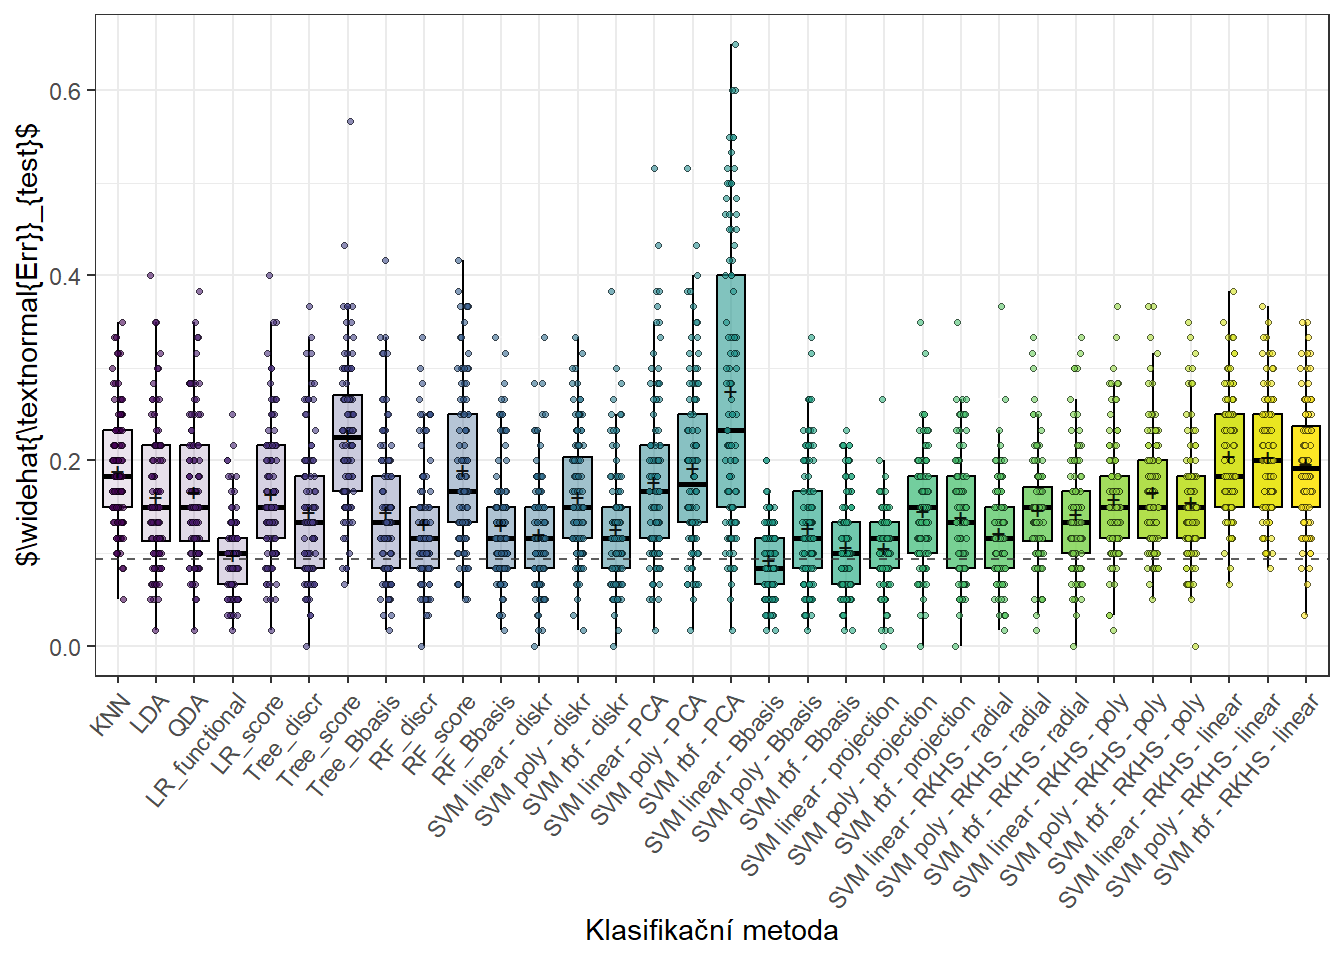 $\widehat{\textnormal{Err}}_{test}$
0.6
0.4
0.2
0.0
KNN
LDA
QDA
LR_functional
LR_score
Tree_discr
Tree_score
Tree_Bbasis
RF_discr
RF_score
RF_Bbasis
SVM linear - diskr
SVM poly - diskr
SVM rbf - diskr
SVM linear - PCA
SVM poly - PCA
SVM rbf - PCA
SVM linear - Bbasis
SVM poly - Bbasis
SVM rbf - Bbasis
SVM linear - projection
SVM poly - projection
SVM rbf - projection
SVM linear - RKHS - radial
SVM poly - RKHS - radial
SVM rbf - RKHS - radial
SVM linear - RKHS - poly
SVM poly - RKHS - poly
SVM rbf - RKHS - poly
SVM linear - RKHS - linear
SVM poly - RKHS - linear
SVM rbf - RKHS - linear
Klasifikační metoda